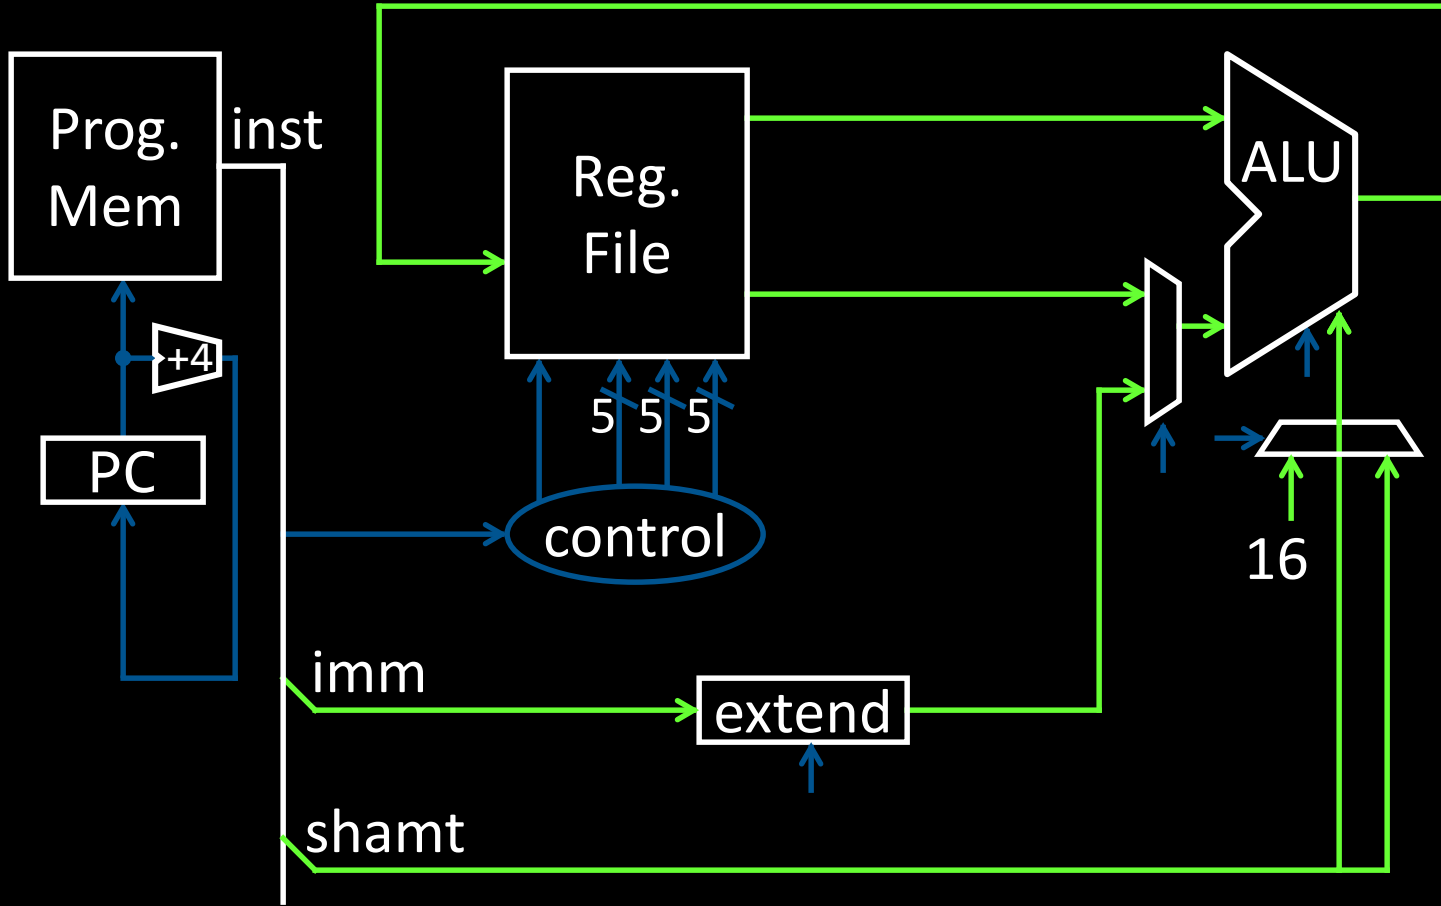 Prog.
Mem
inst
Reg.
File
ALU
+4
5 5 5
PC
control
16
imm
extend
shamt